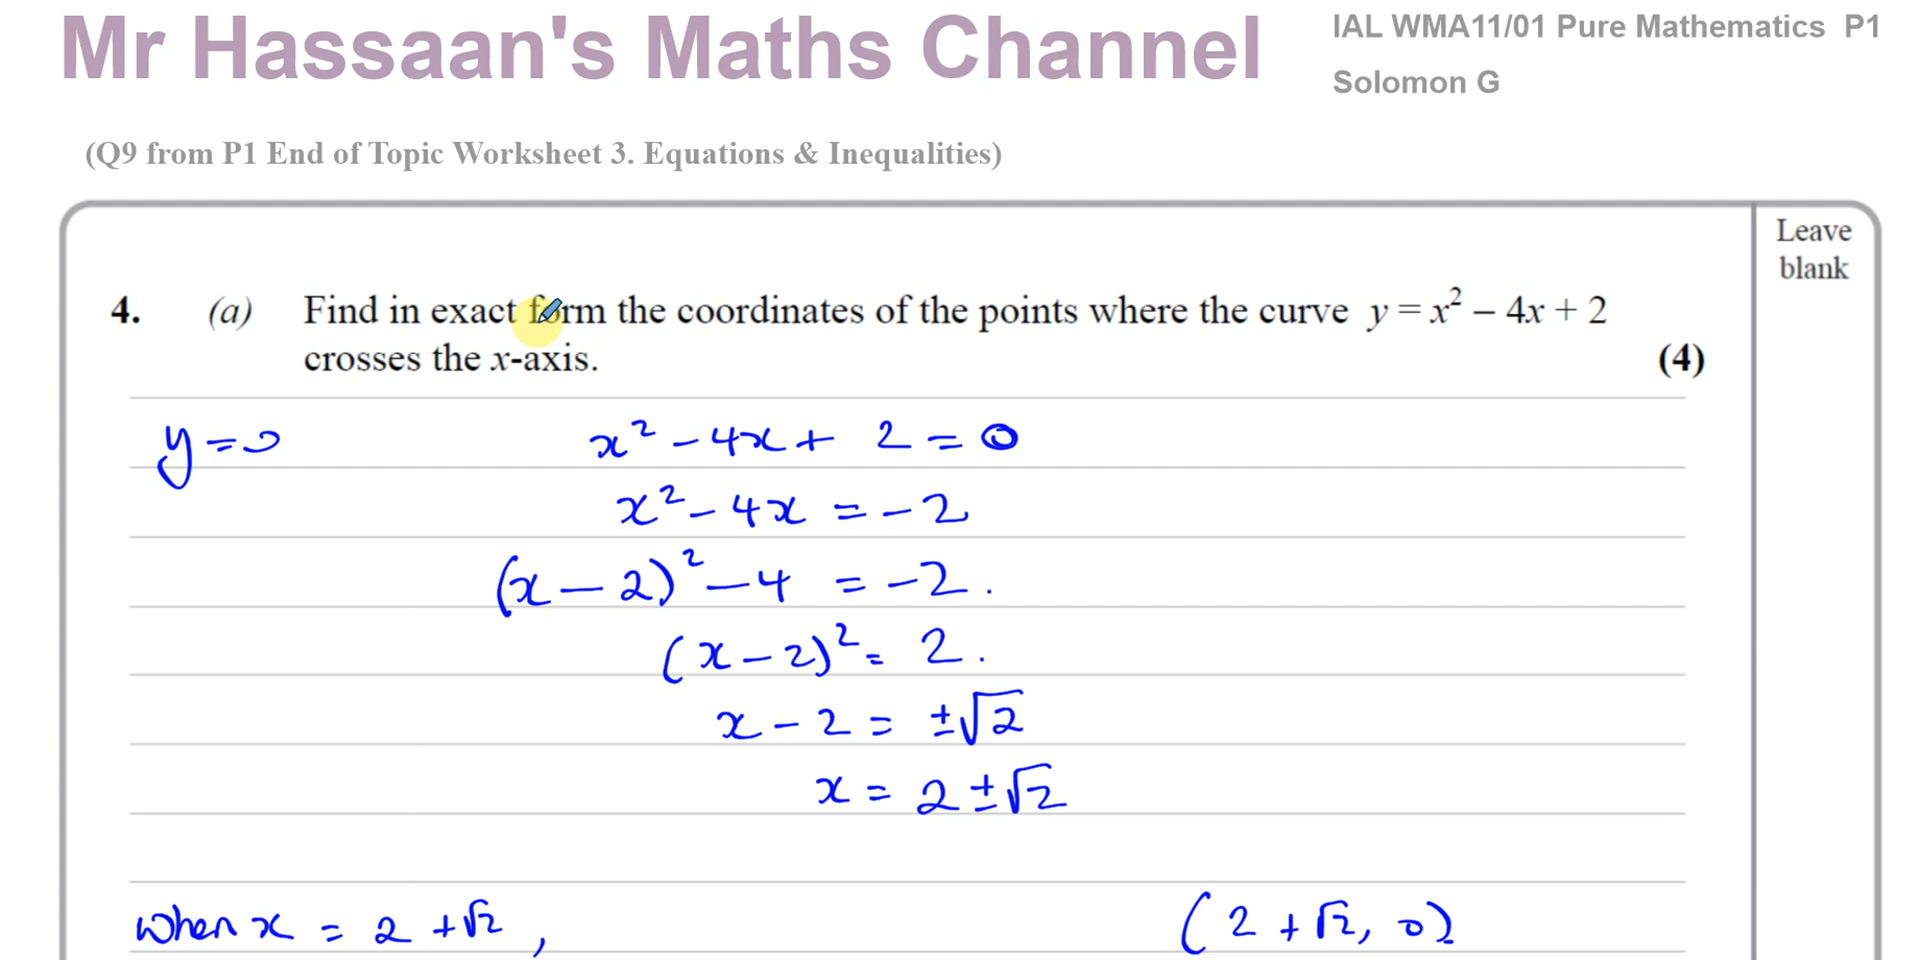 Mr Hassaan's Maths Channel
IAL WMA11/01 Pure Mathematics P1
Solomon G
(Q9 from P1 End of Topic Worksheet 3. Equations & Inequalities)
Leave
blank
4. (a) Find in exact form the coordinates of the points where the curve y = x² – 4x + 2
crosses the x-axis.
(4)
y = 0 x² - 4x + 2 = 0
x² - 4x = -2
(x - 2)² - 4 = -2.
(x - 2)² = 2.
x - 2 = ±√2
x = 2 ± √2
when x = 2 + √2, (2 + √2, 0)